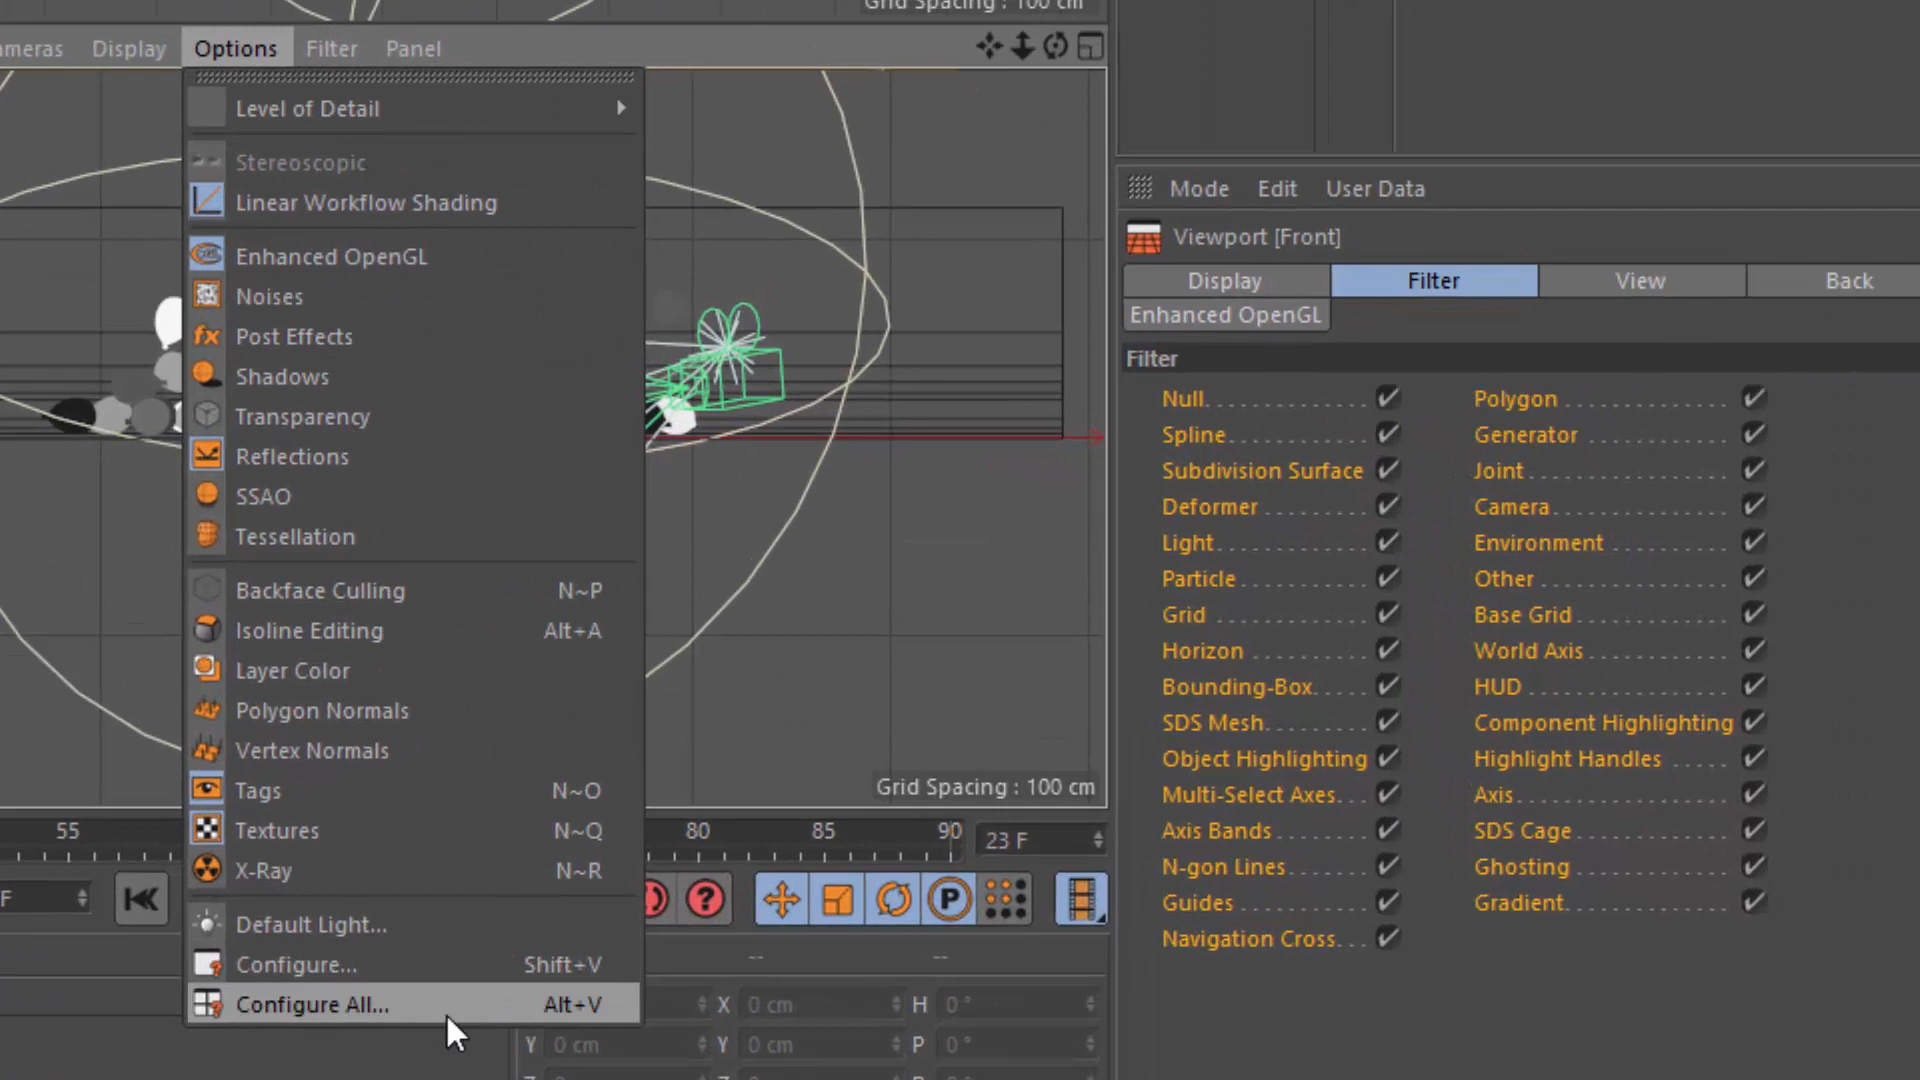 Grid Spacing : 100 cm
ameras Display Options Filter Panel
Level of Detail
Stereoscopic
Linear Workflow Shading
Enhanced OpenGL
Noises
Post Effects
Shadows
Transparency
Reflections
SSAO
Tessellation
Backface Culling N~P
Isoline Editing Alt+A
Layer Color
Polygon Normals
Vertex Normals
Tags N~O
Textures N~Q
X-Ray N~R
Default Light...
Configure... Shift+V
Configure All... Alt+V
Grid Spacing : 100 cm
55 80 85 90 23 F
F
P
-- --
X 0 cm H 0 °
Y 0 cm Y 0 cm P 0 °
Mode Edit User Data
Viewport [Front]
Display Filter View Back
Enhanced OpenGL
Filter
Null Polygon
Spline Generator
Subdivision Surface Joint
Deformer Camera
Light Environment
Particle Other
Grid Base Grid
Horizon World Axis
Bounding-Box HUD
SDS Mesh Component Highlighting
Object Highlighting Highlight Handles
Multi-Select Axes Axis
Axis Bands SDS Cage
N-gon Lines Ghosting
Guides Gradient
Navigation Cross